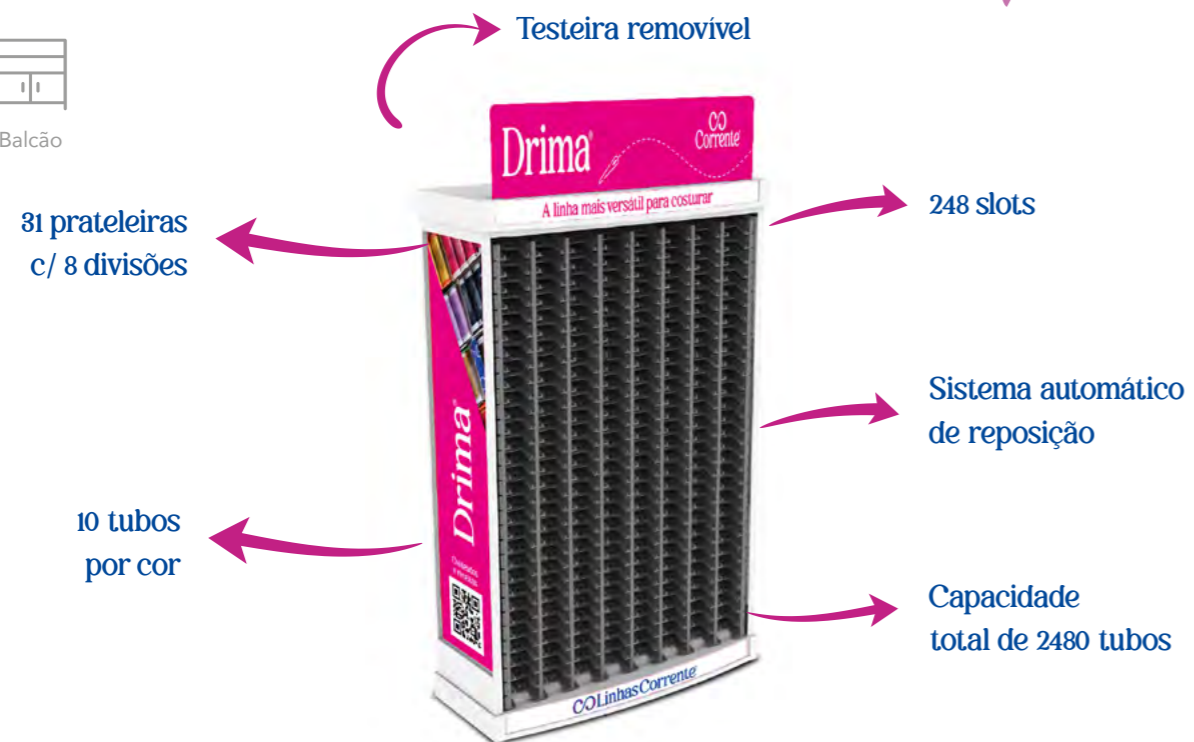 Testeira removível
Balcão
Drima®
Corrente®
A linha mais versátil para costurar
31 prateleiras
c/ 8 divisões
248 slots
Sistema automático
de reposição
Drima®
10 tubos
por cor
Capacidade
total de 2480 tubos
LinhasCorrente®